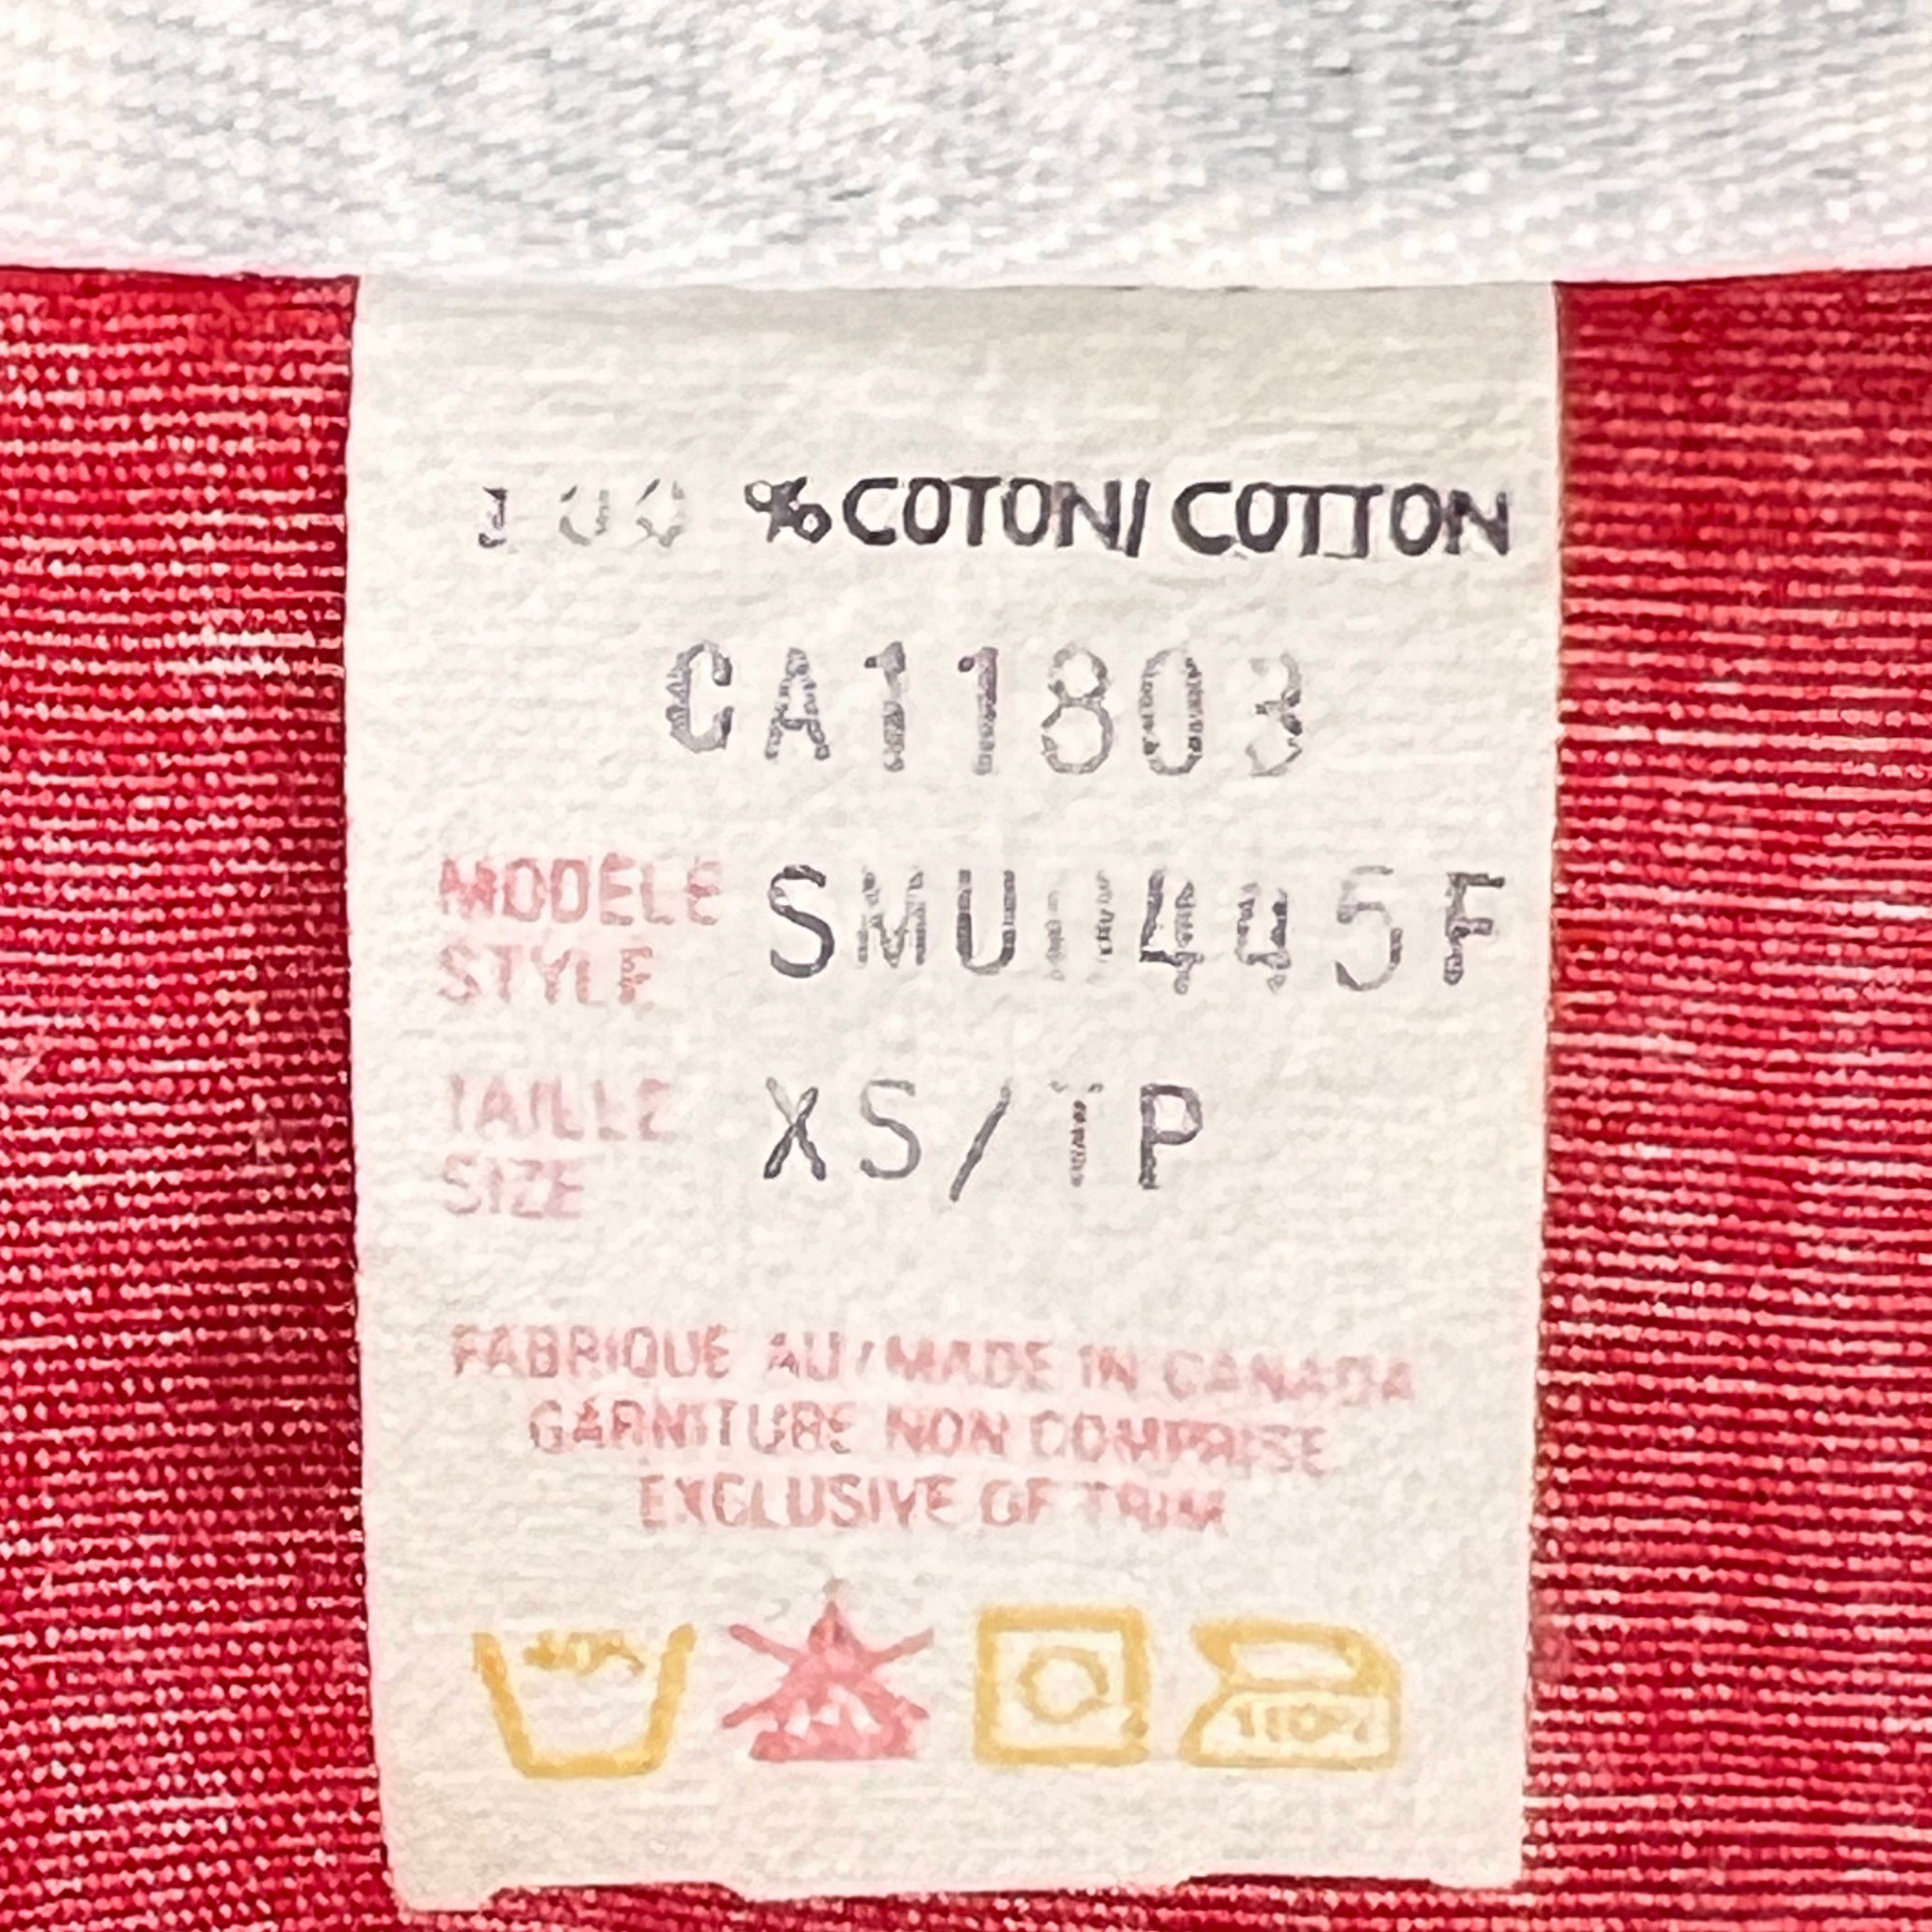 100 % COTON/ COTTON
CA11803
MODELE
STYLE
TAILLE XS/TP
SIZE
FABRIQUE AU/MADE IN CANADA
GARNITURE NON COMPRISE
EXCLUSIVE OF TRIM